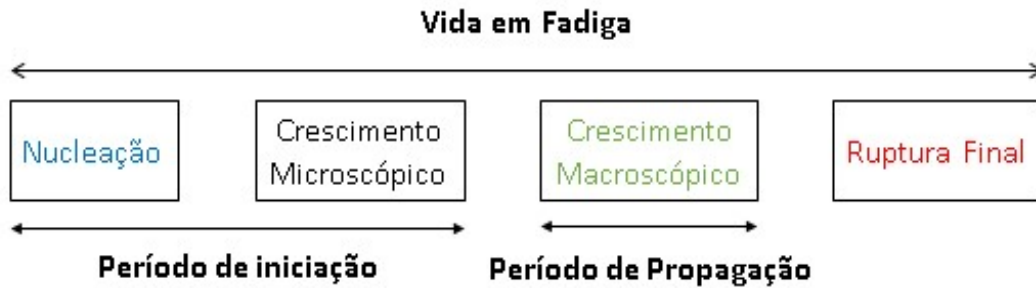 Vida em Fadiga
Nucleação
Crescimento
Microscópico
Crescimento
Macroscópico
Ruptura Final
Período de iniciação
Período de Propagação